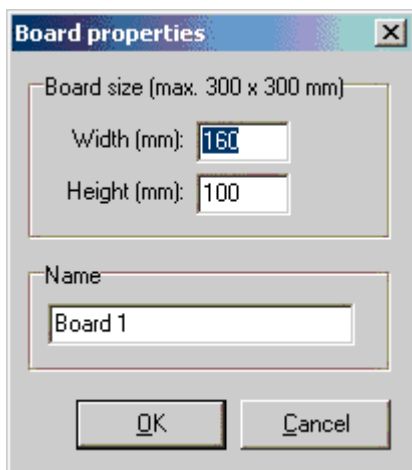 Board properties
Board size (max. 300 x 300 mm)
Width (mm): 160
Height (mm): 100
Name
Board 1
OK Cancel